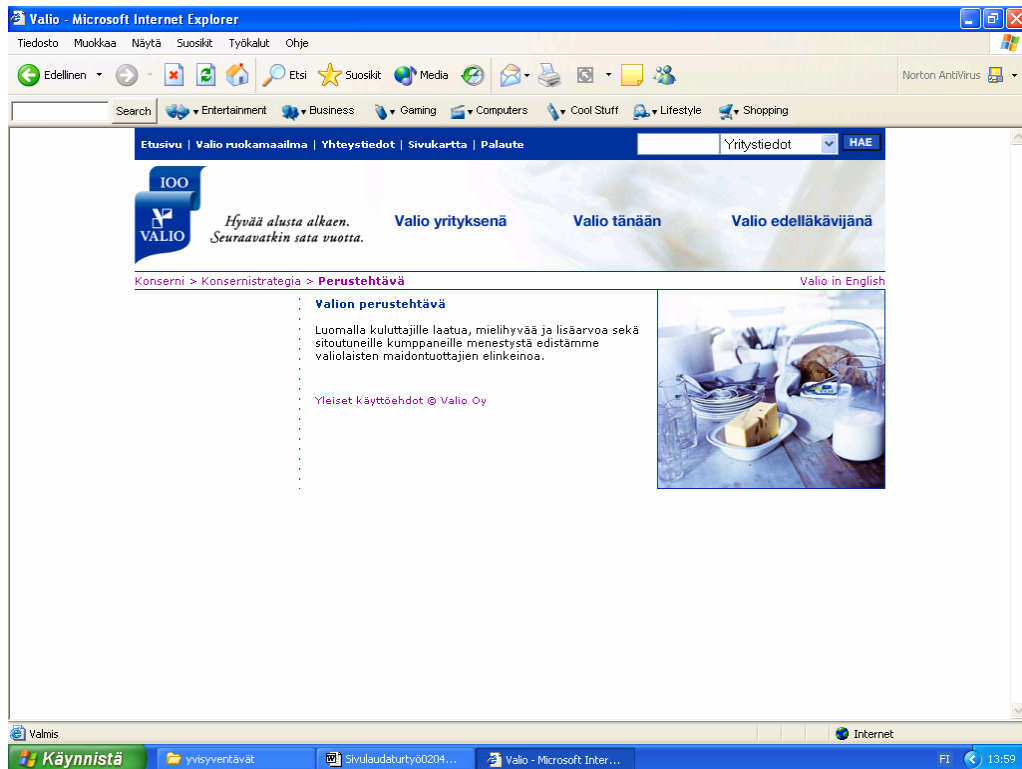 Valio - Microsoft Internet Explorer
Tiedosto Muokkaa Näytä Suosikit Työkalut Ohje
Edellinen Etsi Suosikit Media Norton AntiVirus
Search Entertainment Business Gaming Computers Cool Stuff Lifestyle Shopping
Etusivu | Valio ruokamaailma | Yhteystiedot | Sivukartta | Palaute Yritystiedot HAE
100
VALIO
Hyvää alusta alkaen.
Seuraavatkin sata vuotta.
Valio yrityksenä Valio tänään Valio edelläkävijänä
Konserni > Konsernistrategia > Perustehtävä Valio in English
Valion perustehtävä
Luomalla kuluttajille laatua, mielihyvää ja lisäarvoa sekä
sitoutuneille kumppaneille menestystä edistämme
valiolaisten maidontuottajien elinkeinoa.
Yleiset käyttöehdot © Valio Oy
Valmis Internet
Käynnistä yvisyventävät Sivulaudaturtyö0204... Valio - Microsoft Inter... FI 13:59